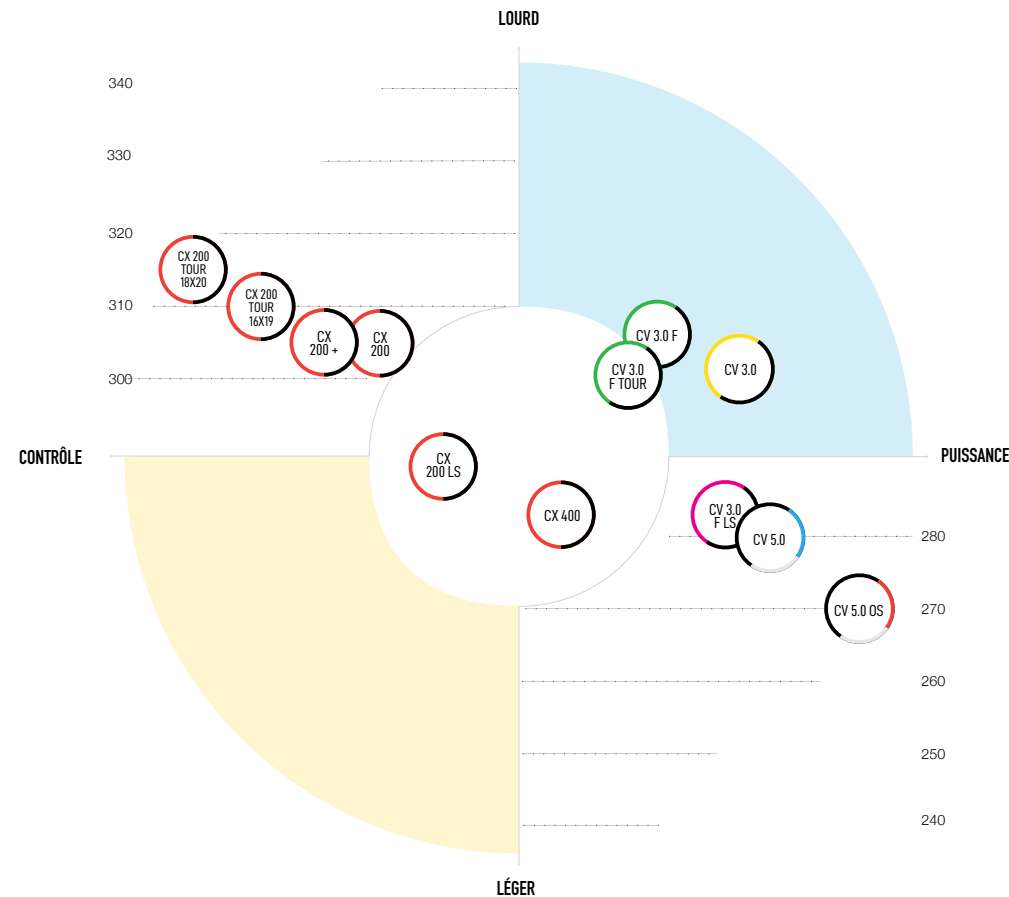 LOURD
340
330
320
CX 200
TOUR
18X20
CX 200
TOUR
16X19
310
CX
200 +
CX
200
CV 3.0 F
CV 3.0
F TOUR
CV 3.0
300
CONTRÔLE
PUISSANCE
CX
200 LS
CX 400
CV 3.0
F LS
CV 5.0
280
CV 5.0 OS
270
260
250
240
LÉGER